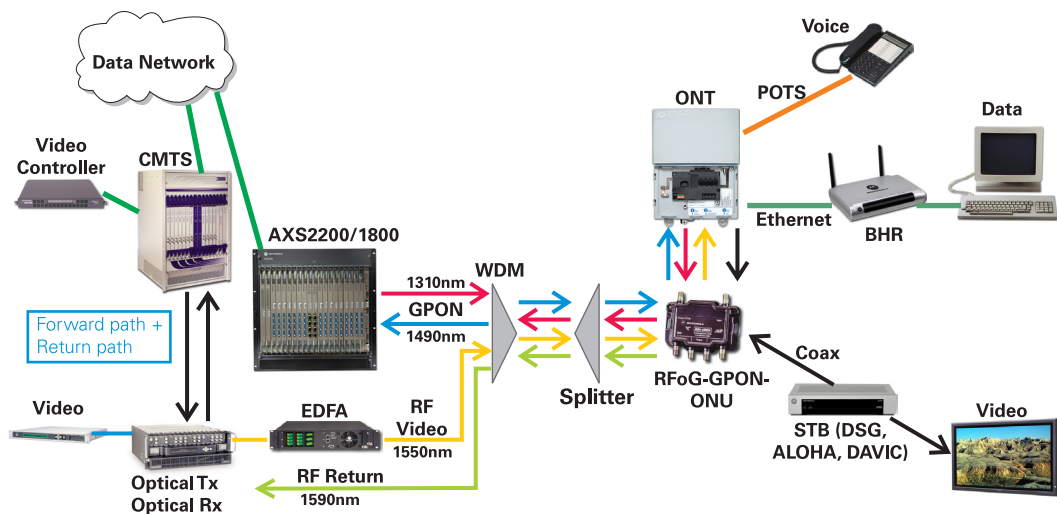 Data Network
Video
Controller
CMTS
AXS2200/1800
1310nm
GPON
1490nm
WDM
Forward path +
Return path
Video
Optical Tx
Optical Rx
EDFA
RF
Video
1550nm
RF Return
1590nm
Splitter
ONT
Voice
POTS
Data
Ethernet
BHR
RFoG-GPON-
ONU
Coax
STB (DSG,
ALOHA, DAVIC)
Video